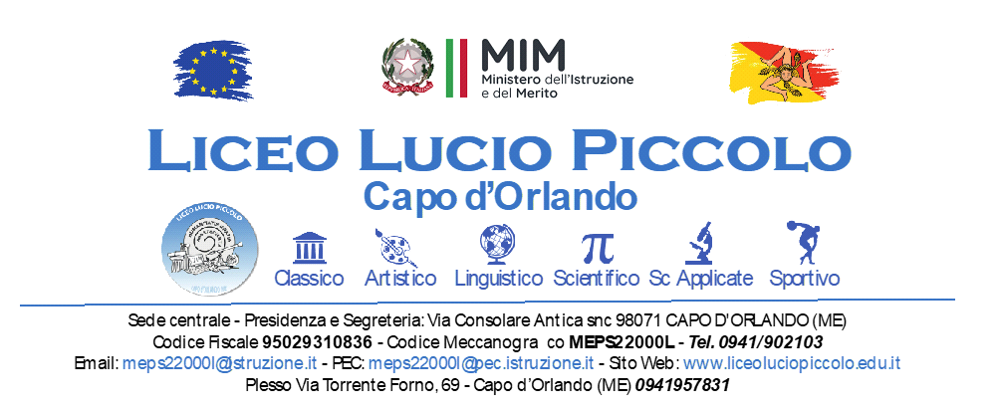 MIM
Ministero dell'Istruzione
e del Merito
LICEO LUCIO PICCOLO
Capo d'Orlando
LICEO LUCIO PICCOLO
Classico Artistico Linguistico Scientifico Sc Applicate Sportivo
Sede centrale - Presidenza e Segreteria: Via Consolare Antica snc 98071 CAPO D'ORLANDO (ME)
Codice Fiscale 95029310836 - Codice Meccanogra co MEPS22000L - Tel. 0941/902103
Email: meps22000l@istruzione.it - PEC: meps22000l@pec.istruzione.it - Sito Web: www.liceoluciopiccolo.edu.it
Plesso Via Torrente Forno, 69 - Capo d'Orlando (ME) 0941957831